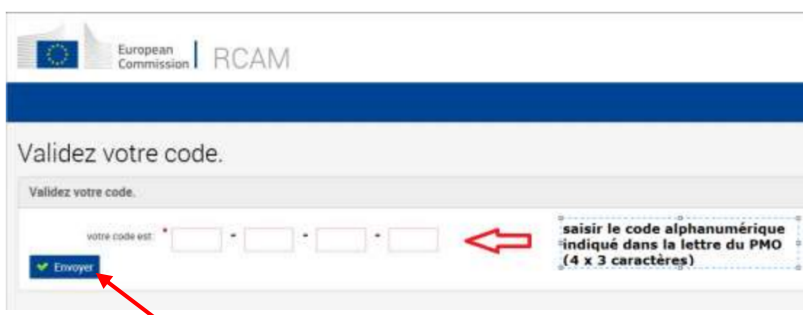 European
Commission
RCAM
Validez votre code.
Validez votre code.
votre code est: * - - -
saisir le code alphanumérique
indiqué dans la lettre du PMO
(4 x 3 caractères)
Envoyer